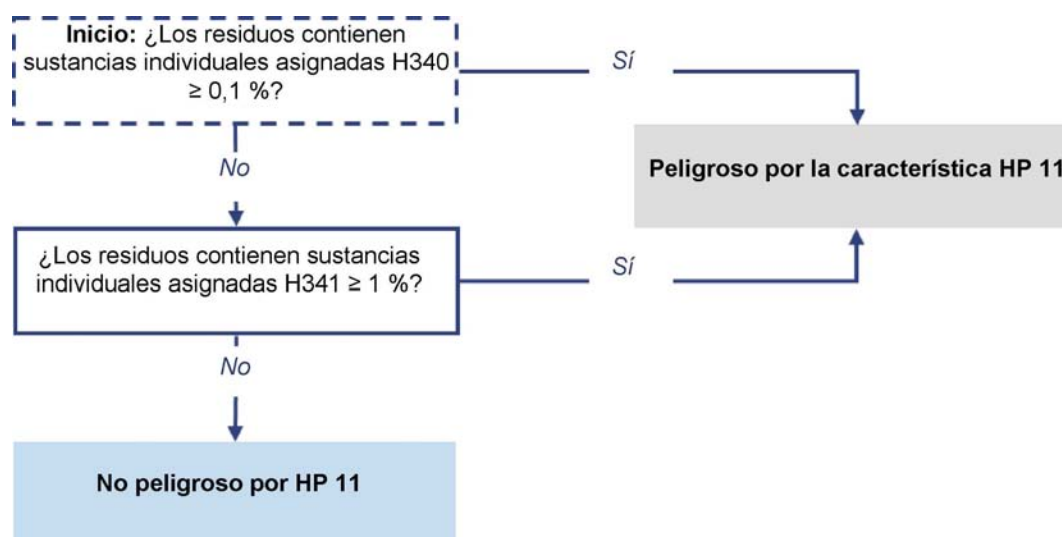 Inicio: ¿Los residuos contienen
sustancias individuales asignadas H340
≥ 0,1 %?
Sí
Peligroso por la característica HP 11
No
¿Los residuos contienen sustancias
individuales asignadas H341 ≥ 1 %?
Sí
No
No peligroso por HP 11